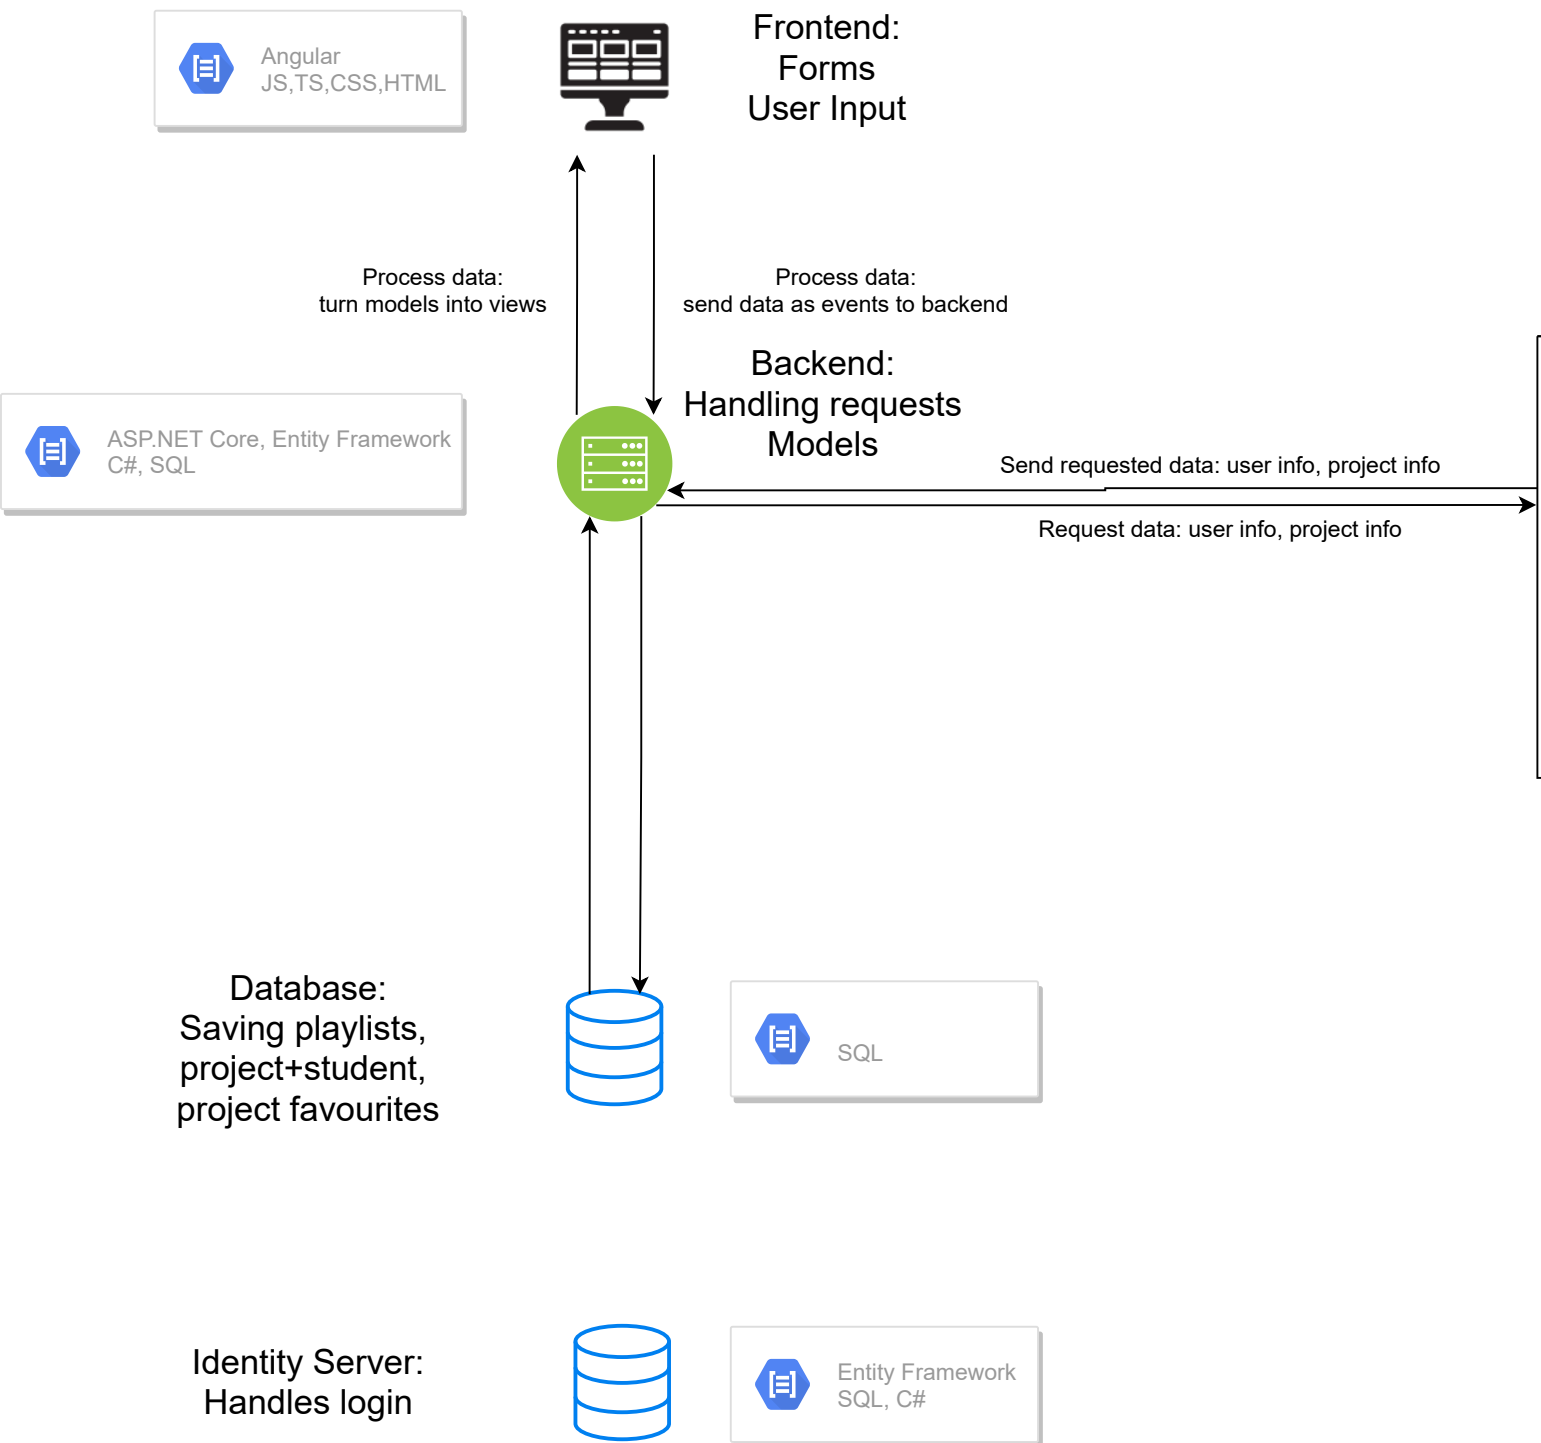 Angular
JS,TS,CSS,HTML
Frontend:
Forms
User Input
Process data:
turn models into views
Process data:
send data as events to backend
Backend:
Handling requests
Models
ASP.NET Core, Entity Framework
C#, SQL
Send requested data: user info, project info
Request data: user info, project info
Database:
Saving playlists,
project+student,
project favourites
SQL
Identity Server:
Handles login
Entity Framework
SQL, C#